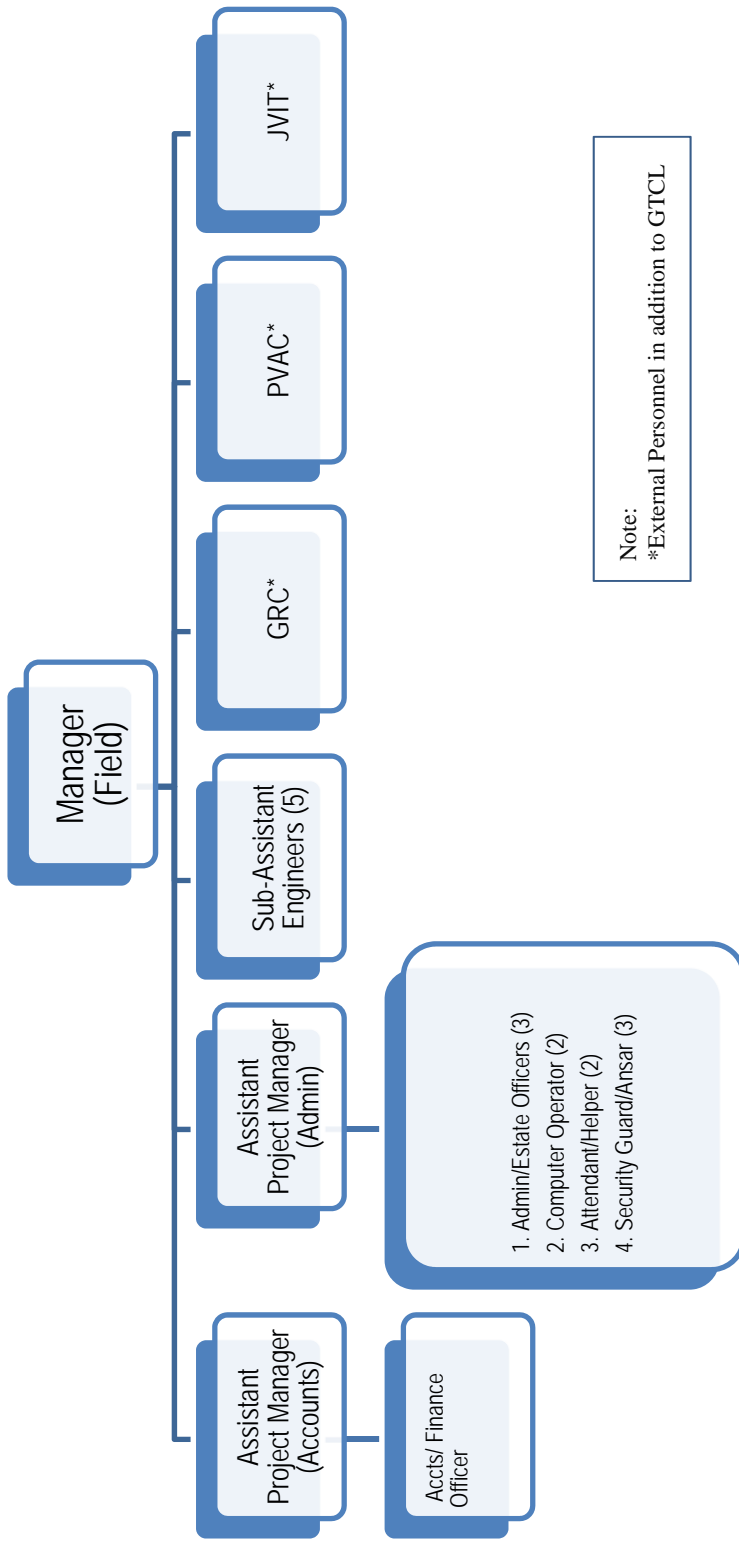 Manager
(Field)
Assistant
Project Manager
(Accounts)
Assistant
Project Manager
(Admin)
Sub-Assistant
Engineers (5)
GRC*
PVAC*
JVIT*
Accts/ Finance
Officer
1. Admin/Estate Officers (3)
2. Computer Operator (2)
3. Attendant/Helper (2)
4. Security Guard/Ansar (3)
Note:
*External Personnel in addition to GTCL